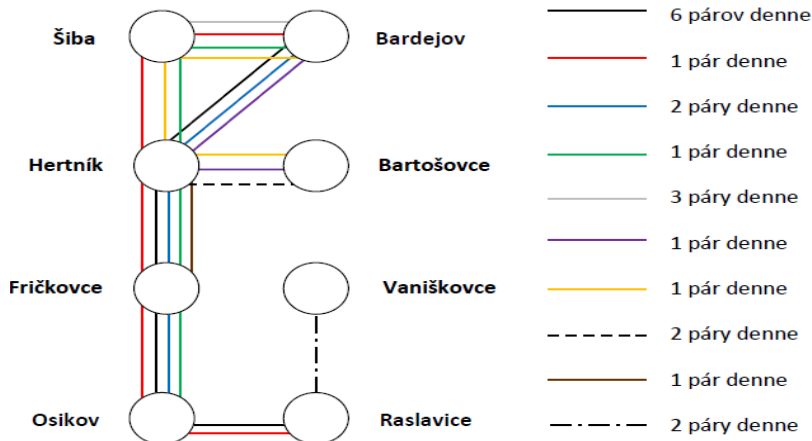 Šiba
Bardejov
Hertník
Bartošovce
Fričkovce
Vaniškovce
Osikov
Raslavice
6 párov denne
1 pár denne
2 páry denne
1 pár denne
3 páry denne
1 pár denne
1 pár denne
2 páry denne
1 pár denne
2 páry denne